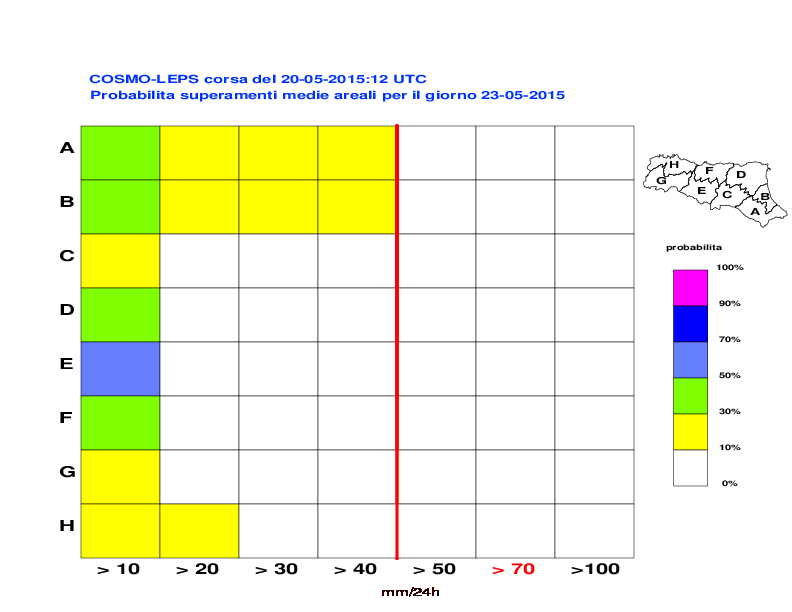 COSMO-LEPS corsa del 20-05-2015:12 UTC
Probabilita superamenti medie areali per il giorno 23-05-2015
A
B
C
D
E
F
G
H
> 10 > 20 > 30 > 40 > 50 > 70 >100
mm/24h
H F D
G E C B
A
probabilita
100%
90%
70%
50%
30%
10%
0%